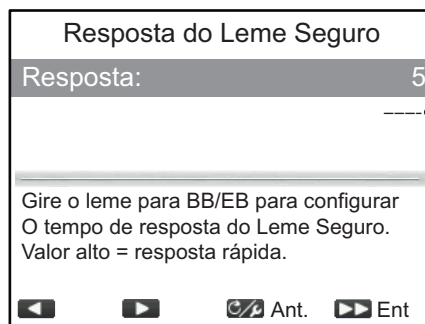 Resposta do Leme Seguro
Resposta: 5
Gire o leme para BB/EB para configurar
O tempo de resposta do Leme Seguro.
Valor alto = resposta rápida.
Ant. Ent